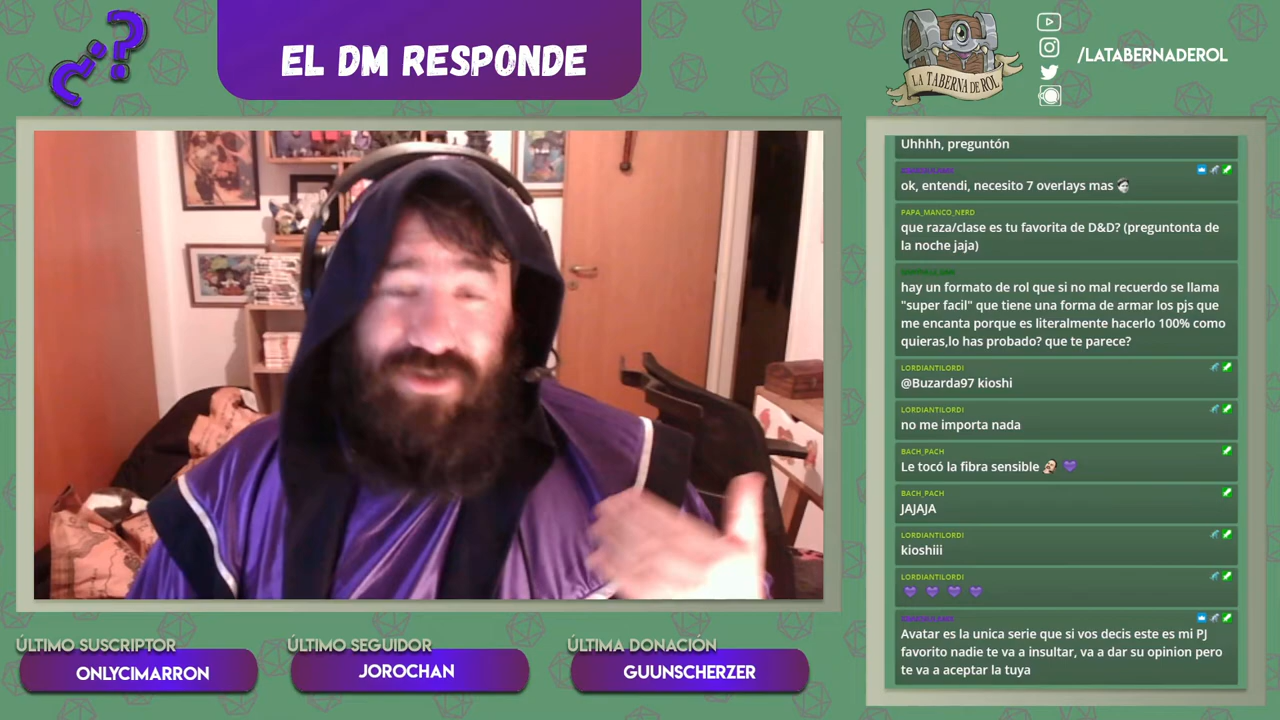 ¿?
EL DM RESPONDE
LA TABERNA DE ROL
/LATABERNADEROL
Uhhhh, preguntón
ok, entendi, necesito 7 overlays mas
PAPA_MANCO_NERD
que raza/clase es tu favorita de D&D? (preguntonta de
la noche jaja)
hay un formato de rol que si no mal recuerdo se llama
"super facil" que tiene una forma de armar los pjs que
me encanta porque es literalmente hacerlo 100% como
quieras,lo has probado? que te parece?
LORDIANTILORDI
@Buzarda97 kioshi
LORDIANTILORDI
no me importa nada
BACH_PACH
Le tocó la fibra sensible
BACH_PACH
JAJAJA
LORDIANTILORDI
kioshiii
LORDIANTILORDI
Avatar es la unica serie que si vos decis este es mi PJ
favorito nadie te va a insultar, va a dar su opinion pero
te va a aceptar la tuya
ÚLTIMO SUSCRIPTOR
ONLYCIMARRON
ÚLTIMO SEGUIDOR
JOROCHAN
ÚLTIMA DONACIÓN
GUUNSCHERZER